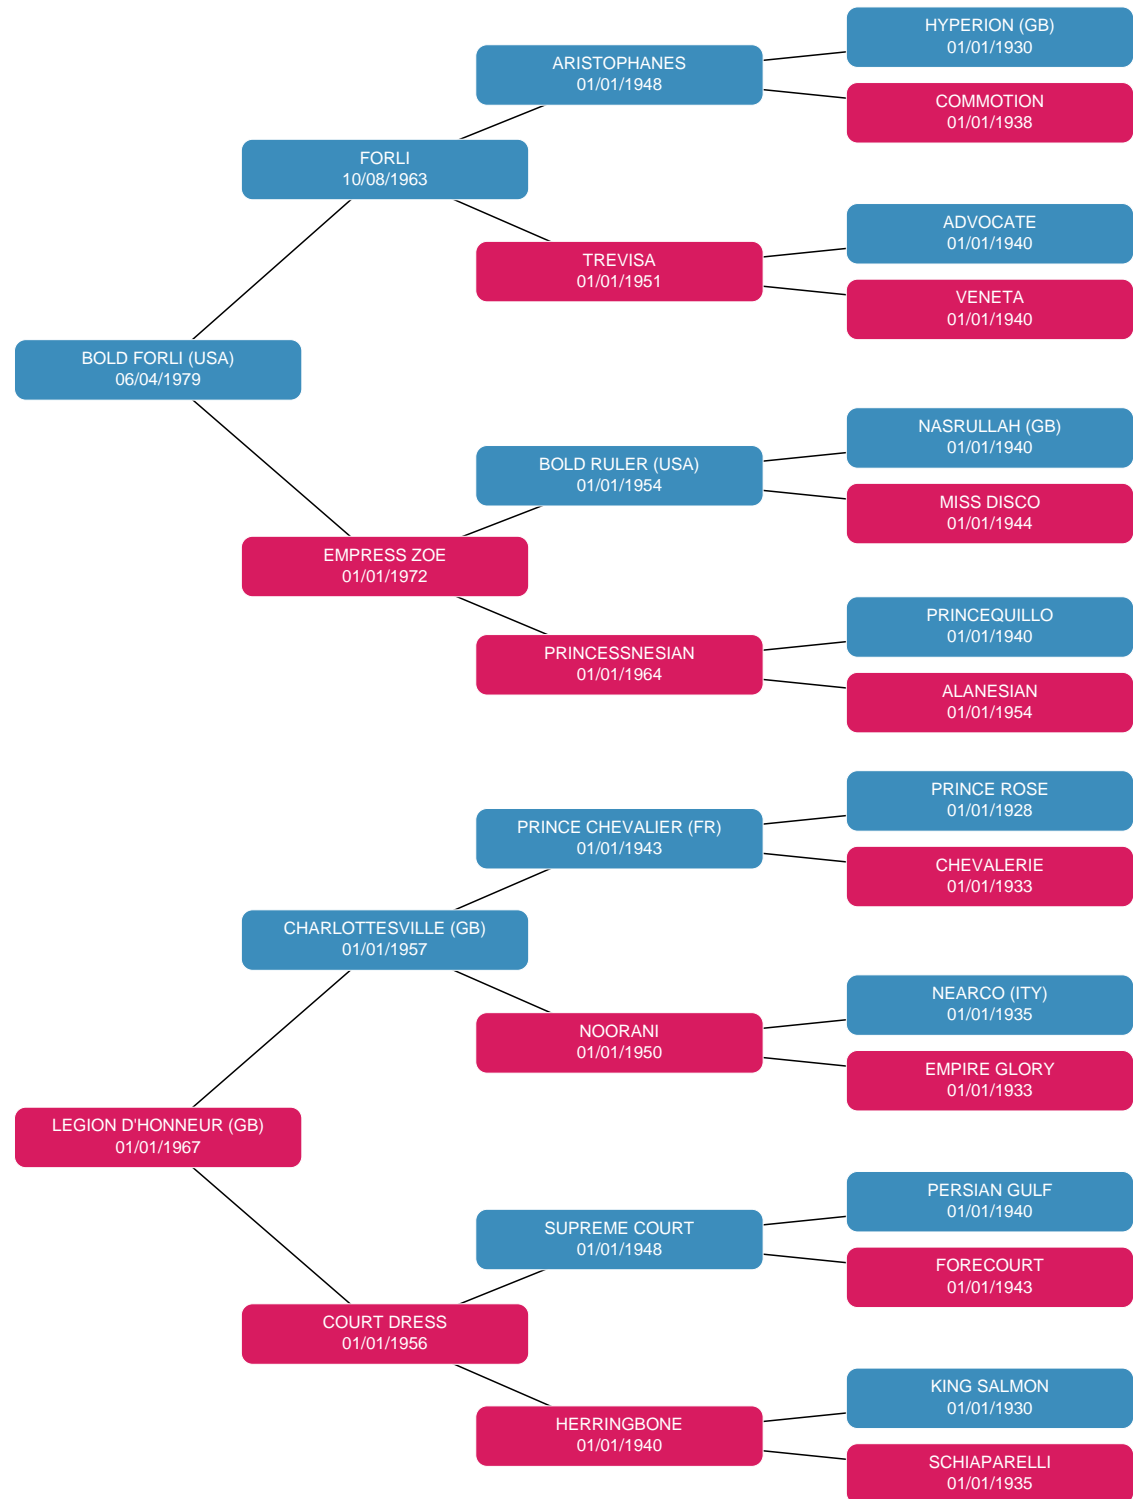 HYPERION (GB)
01/01/1930
ARISTOPHANES
01/01/1948
COMMOTION
01/01/1938
FORLI
10/08/1963
ADVOCATE
01/01/1940
TREVISA
01/01/1951
VENETA
01/01/1940
BOLD FORLI (USA)
06/04/1979
NASRULLAH (GB)
01/01/1940
BOLD RULER (USA)
01/01/1954
MISS DISCO
01/01/1944
EMPRESS ZOE
01/01/1972
PRINCEQUILLO
01/01/1940
PRINCESSNESIAN
01/01/1964
ALANESIAN
01/01/1954
PRINCE ROSE
01/01/1928
PRINCE CHEVALIER (FR)
01/01/1943
CHEVALERIE
01/01/1933
CHARLOTTESVILLE (GB)
01/01/1957
NEARCO (ITY)
01/01/1935
NOORANI
01/01/1950
EMPIRE GLORY
01/01/1933
LEGION D'HONNEUR (GB)
01/01/1967
PERSIAN GULF
01/01/1940
SUPREME COURT
01/01/1948
FORECOURT
01/01/1943
COURT DRESS
01/01/1956
KING SALMON
01/01/1930
HERRINGBONE
01/01/1940
SCHIAPARELLI
01/01/1935